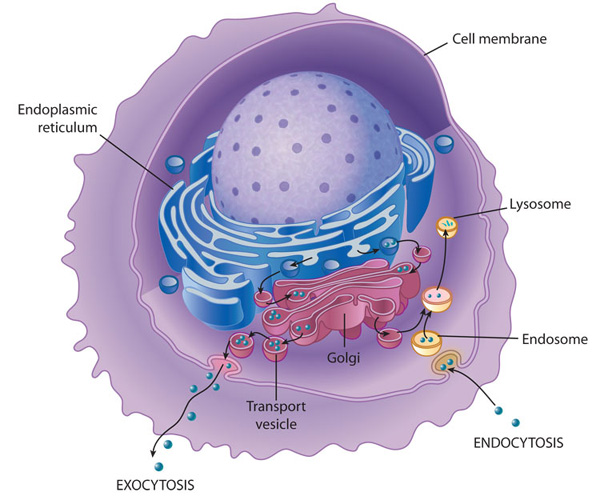 Cell membrane
Endoplasmic
reticulum
Lysosome
Endosome
Golgi
Transport
vesicle
ENDOCYTOSIS
EXOCYTOSIS